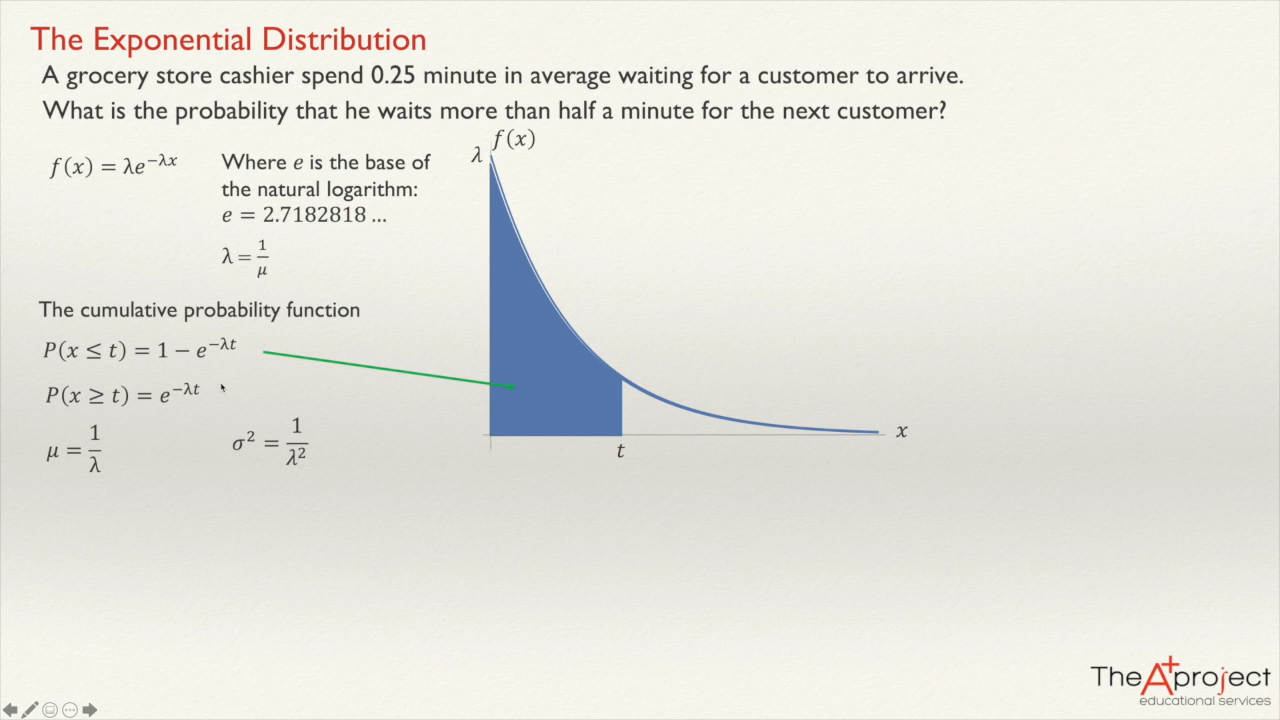 The Exponential Distribution
A grocery store cashier spend 0.25 minute in average waiting for a customer to arrive.
What is the probability that he waits more than half a minute for the next customer?
f(x) = λe^{−λx}
Where e is the base of
the natural logarithm:
e = 2.7182818 ...
λ = 1/μ
The cumulative probability function
P(x ≤ t) = 1 − e^{−λt}
P(x ≥ t) = e^{−λt}
μ = 1/λ
σ² = 1/λ²
f(x)
λ
x
t
The A+ project
educational services